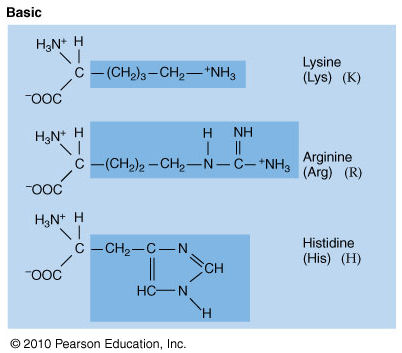 Basic
H₃N⁺ H
C — (CH₂)₃ – CH₂ — ⁺NH₃
⁻OOC
Lysine
(Lys) (K)
H₃N⁺ H
H NH
C — (CH₂)₂ – CH₂ – N – C – ⁺NH₃
⁻OOC
Arginine
(Arg) (R)
H₃N⁺ H
C – CH₂ – C – N
⁻OOC
CH
HC – N
H
Histidine
(His) (H)
© 2010 Pearson Education, Inc.